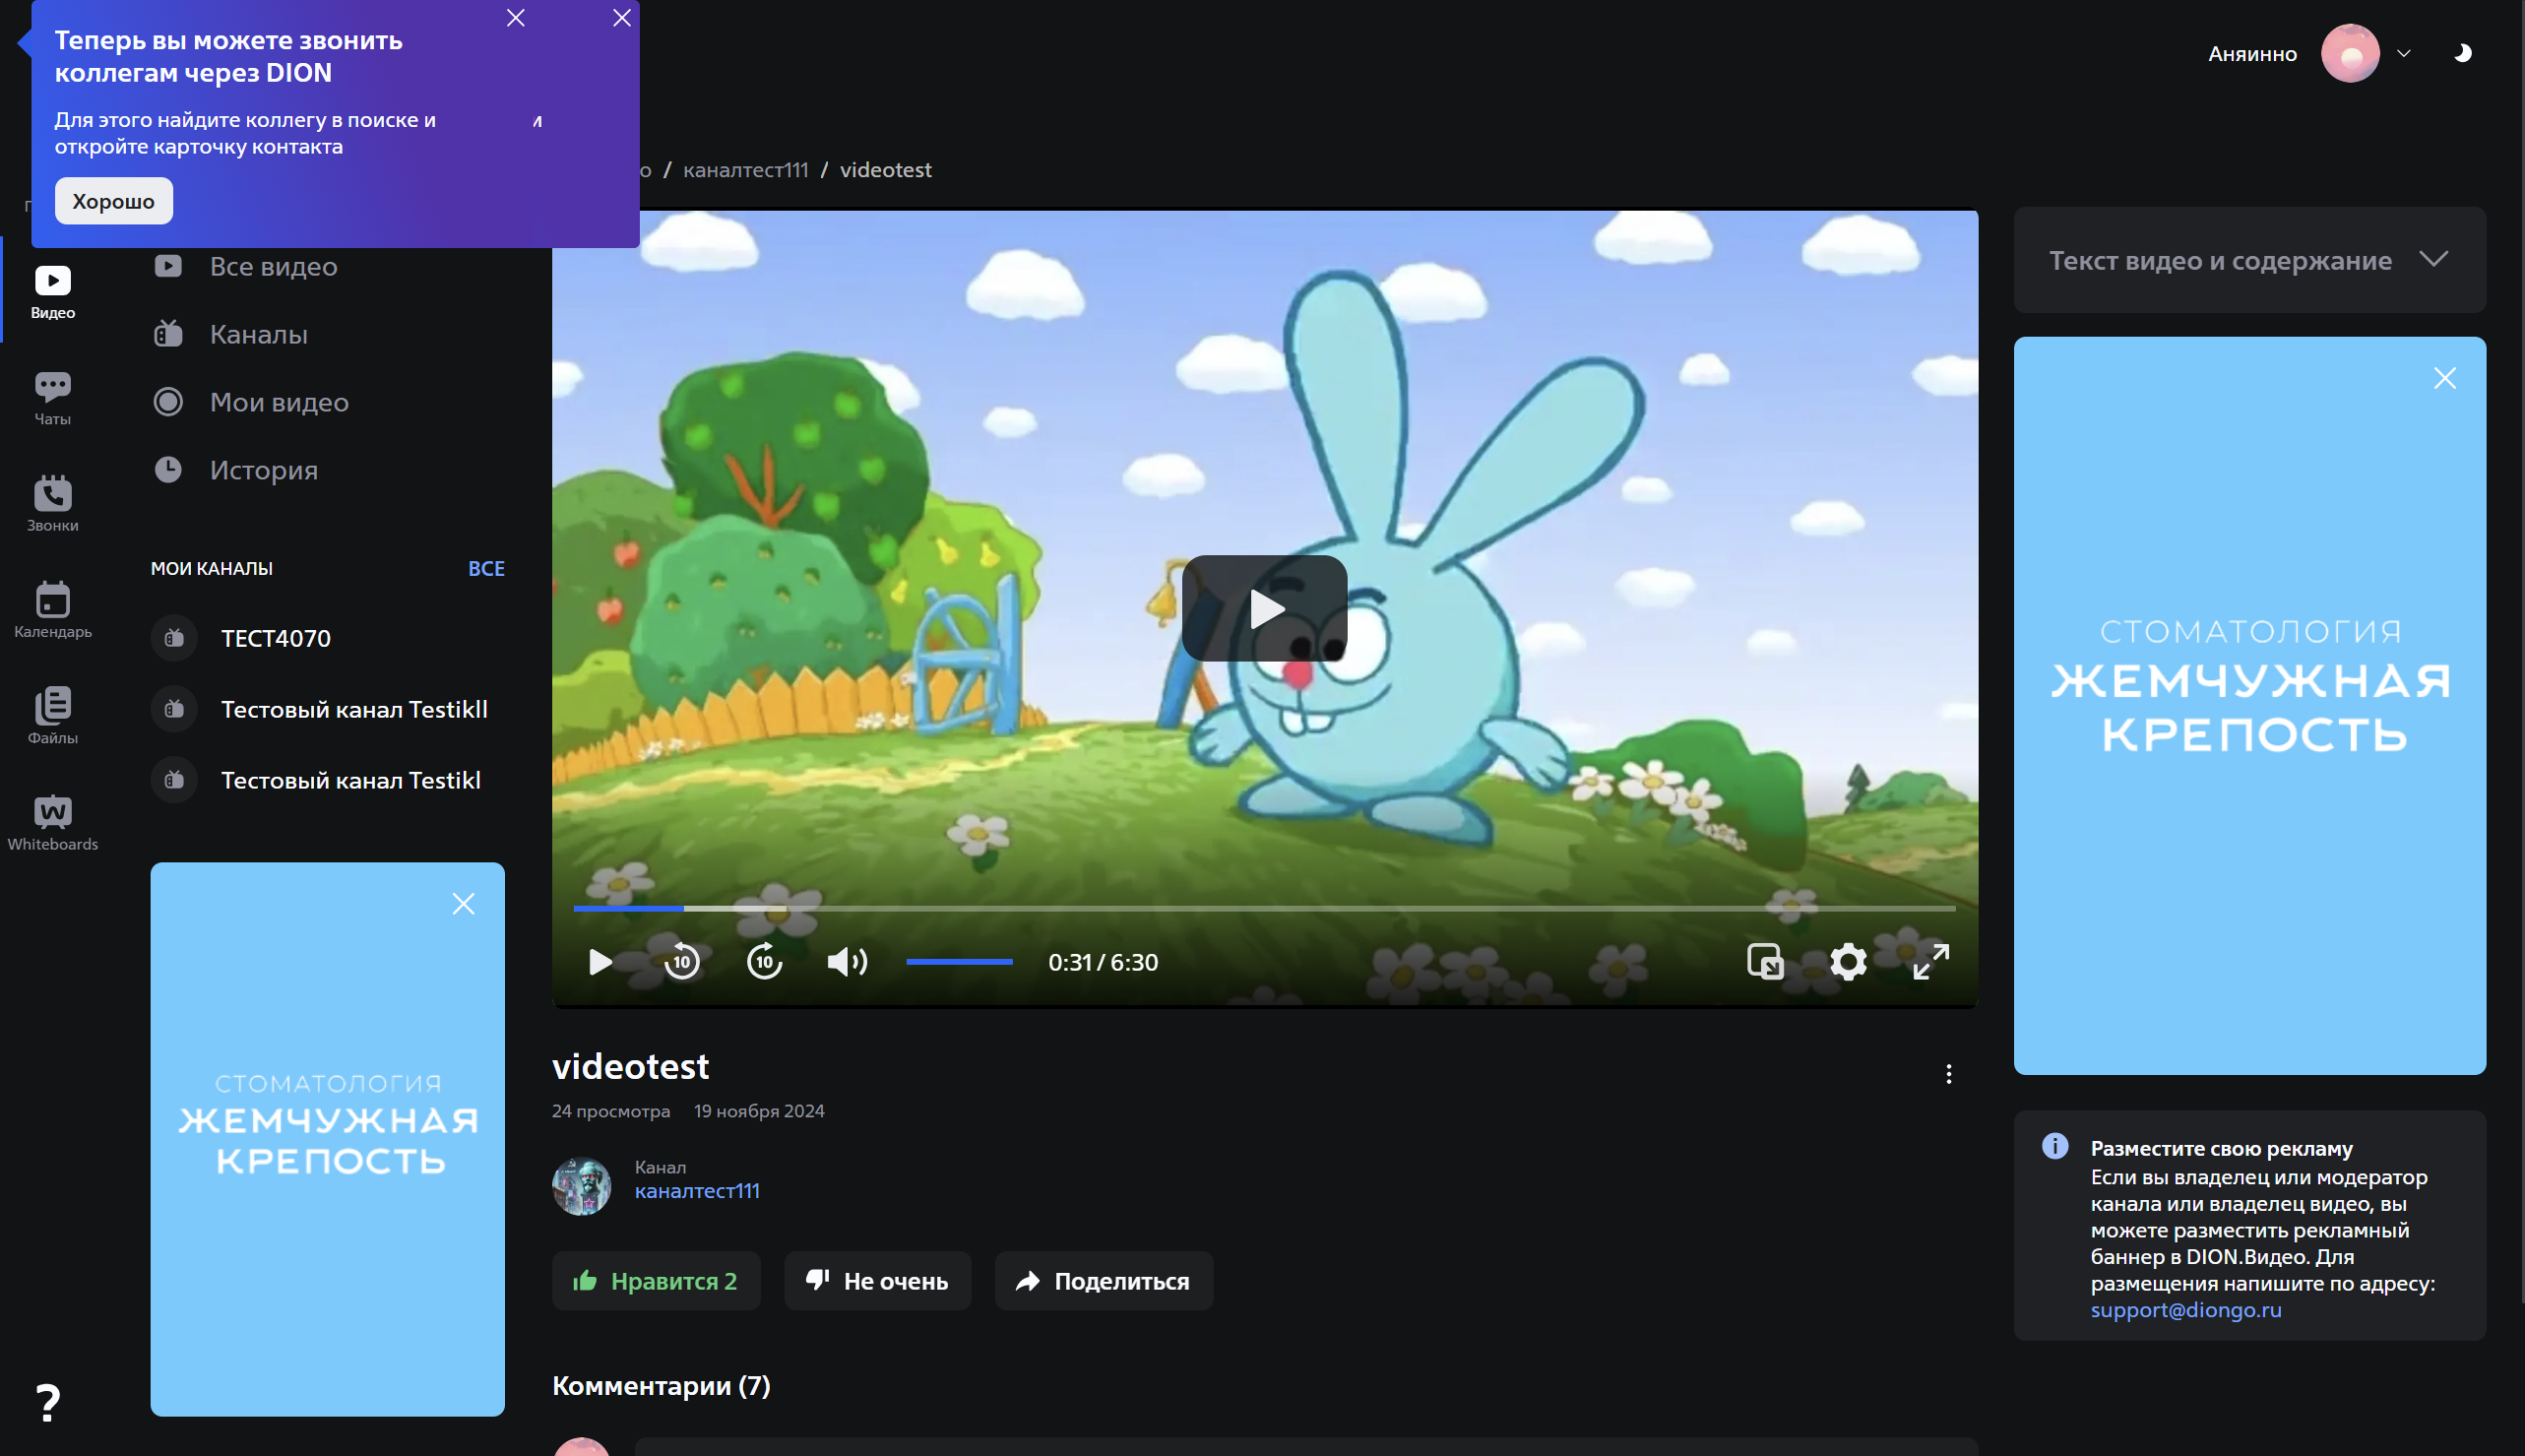 Теперь вы можете звонить
коллегам через DION
Для этого найдите коллегу в поиске и
откройте карточку контакта
Хорошо
Аняинно
о / каналтест111 / videotest
Видео
Чаты
Звонки
Календарь
Файлы
Whiteboards
?
Все видео
Каналы
Мои видео
История
МОИ КАНАЛЫ
ВСЕ
ТЕСТ4070
Тестовый канал Testikll
Тестовый канал Testikl
СТОМАТОЛОГИЯ
ЖЕМЧУЖНАЯ
КРЕПОСТЬ
10
10
0:31 / 6:30
videotest
24 просмотра 19 ноября 2024
Канал
каналтест111
Нравится 2
Не очень
Поделиться
Комментарии (7)
Текст видео и содержание
СТОМАТОЛОГИЯ
ЖЕМЧУЖНАЯ
КРЕПОСТЬ
Разместите свою рекламу
Если вы владелец или модератор
канала или владелец видео, вы
можете разместить рекламный
баннер в DION.Видео. Для
размещения напишите по адресу:
support@diongo.ru